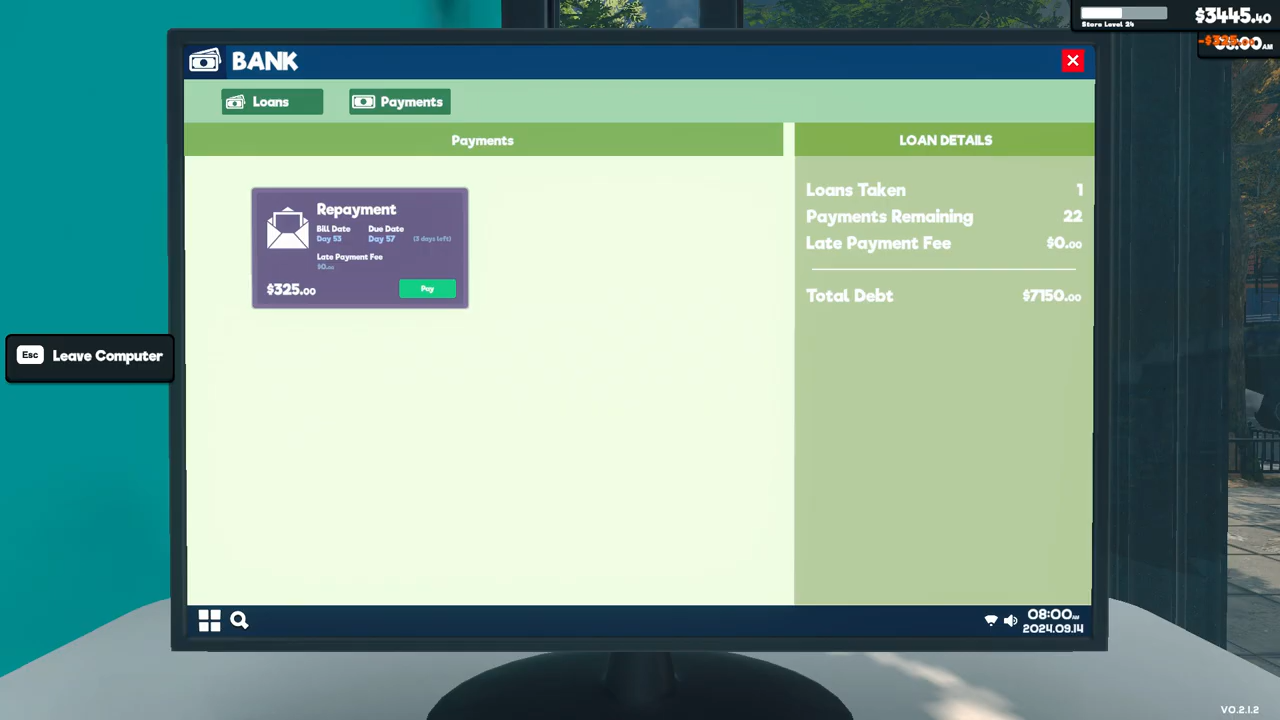 $3445.40
Store Level 24
08:00AM
BANK
Loans
Payments
Payments
LOAN DETAILS
Repayment
Bill Date
Due Date
Day 53
Day 57
(3 days left)
Late Payment Fee
$0.00
$325.00
Pay
Loans Taken
1
Payments Remaining
22
Late Payment Fee
$0.00
Total Debt
$7150.00
Esc
Leave Computer
08:00AM
2024.09.14
V0.2.1.2